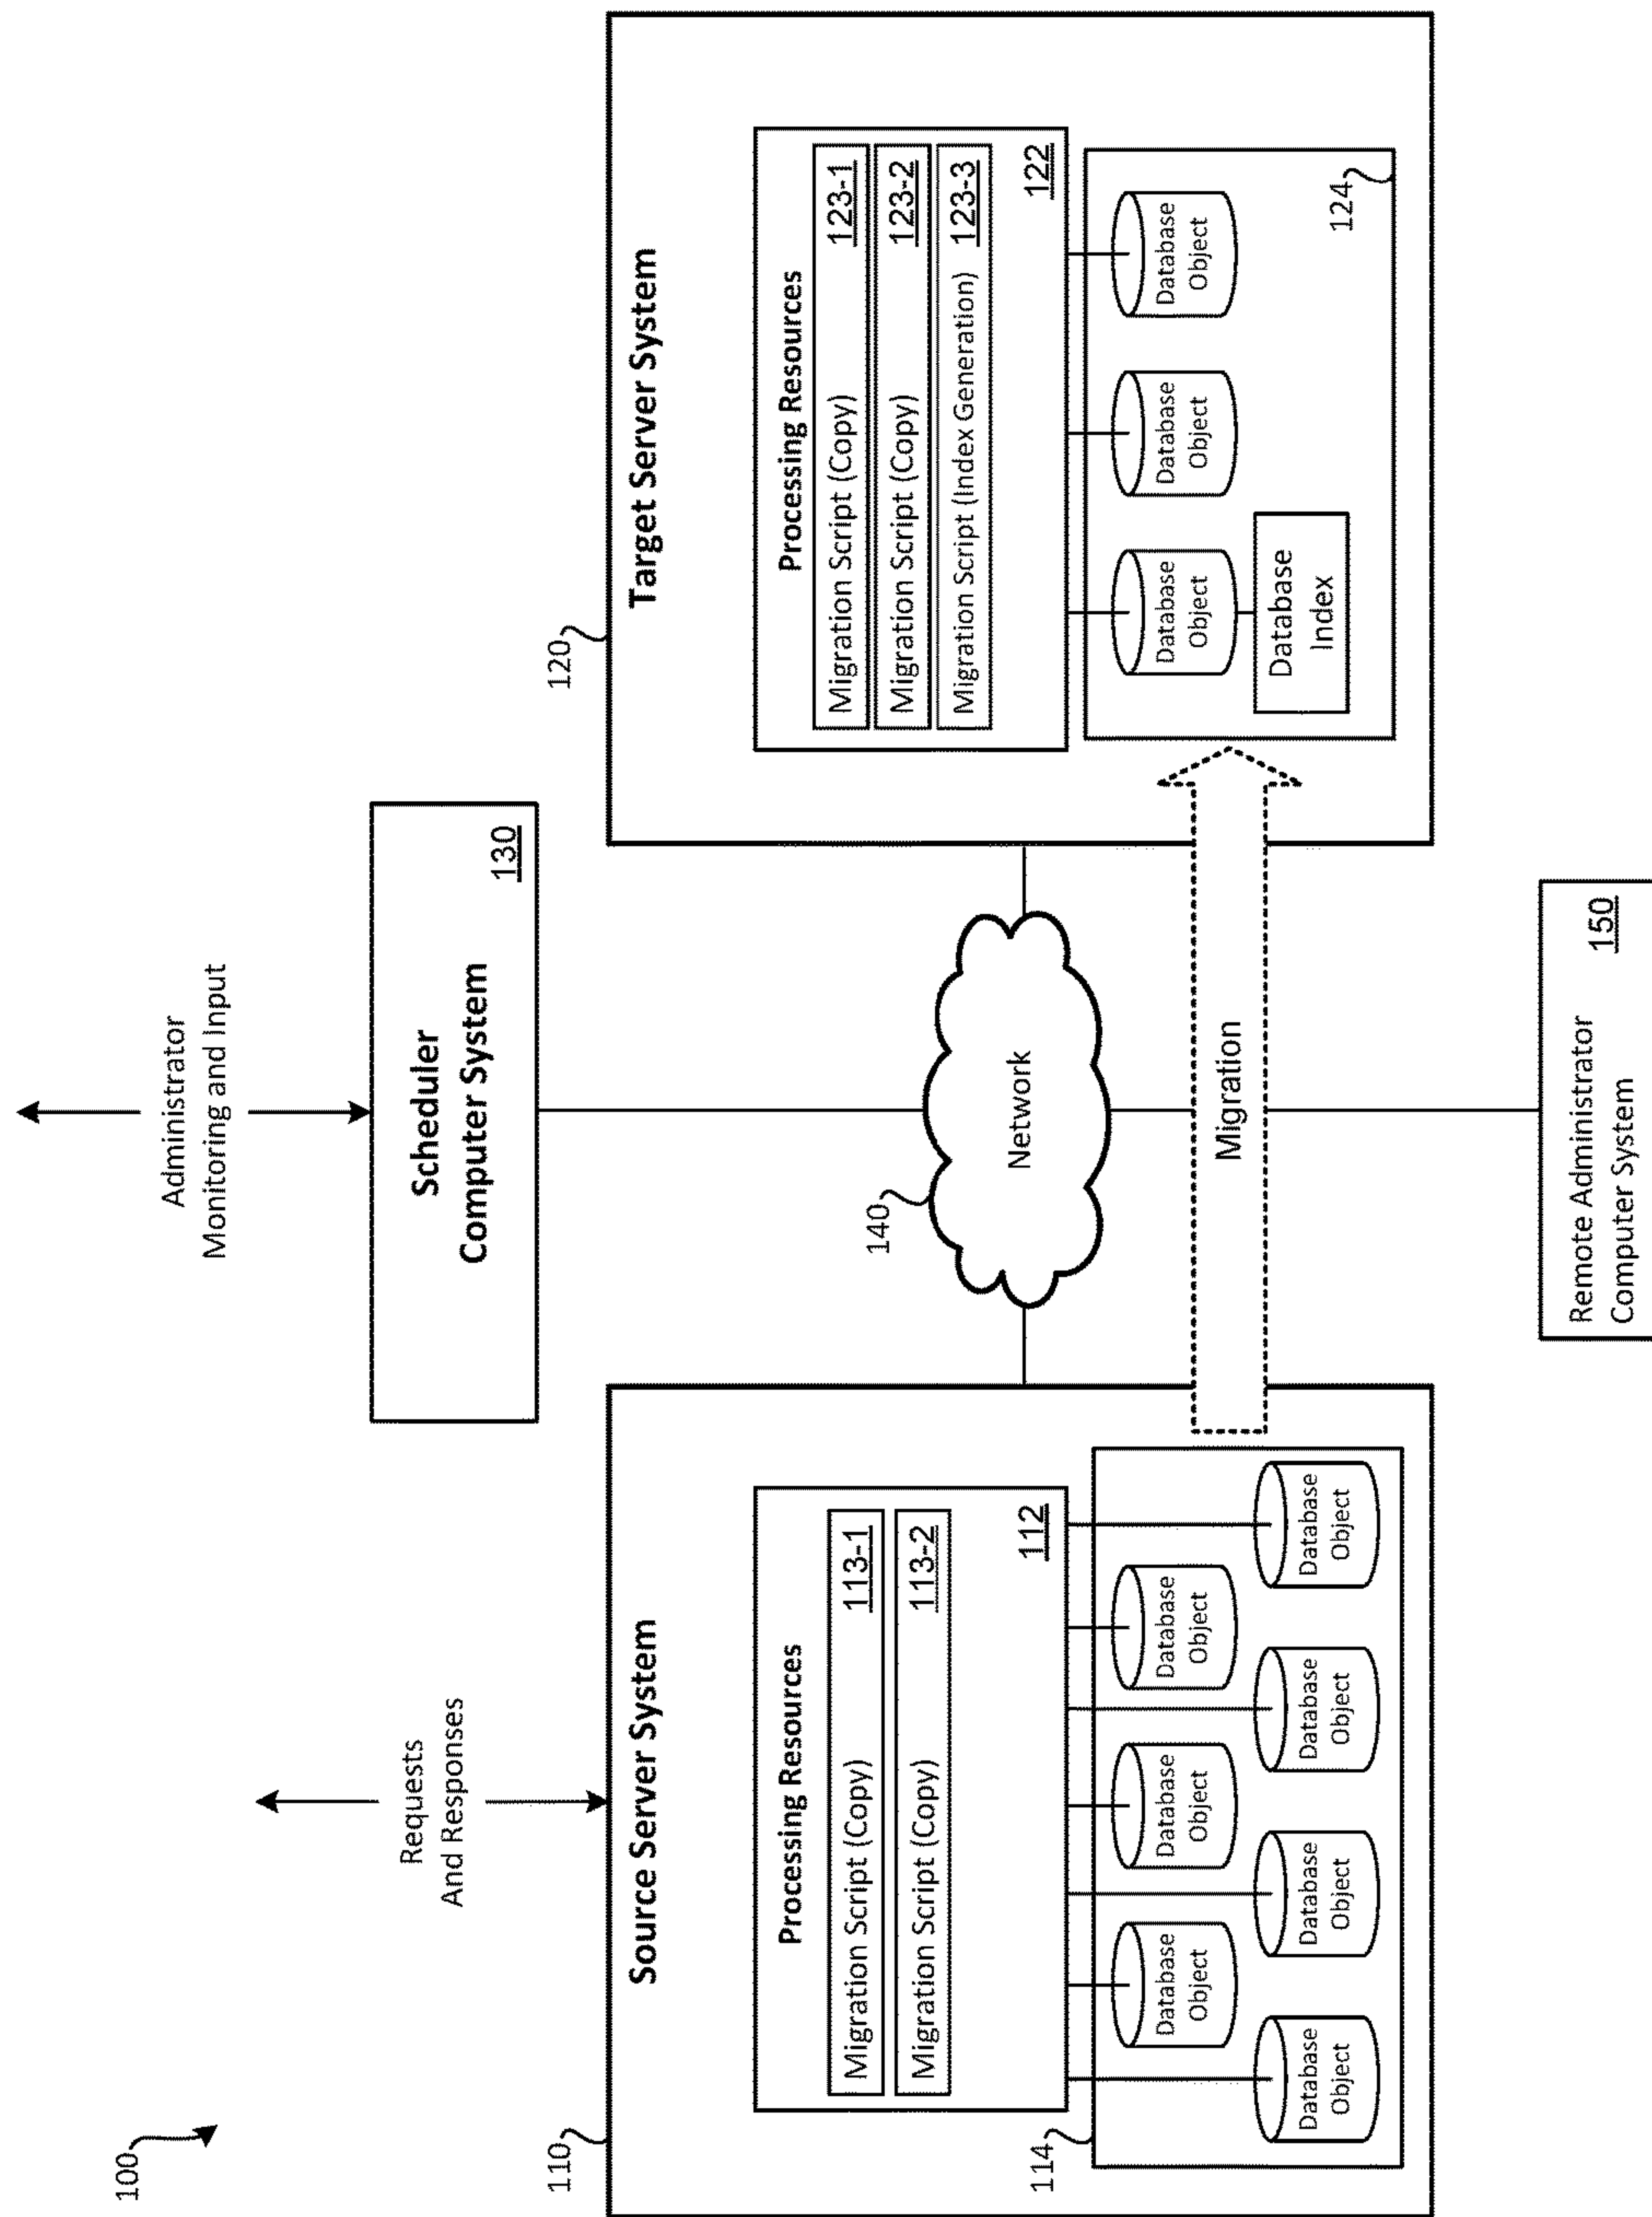 100
Requests
And Responses
Administrator
Monitoring and Input
Scheduler
Computer System
130
110
Source Server System
Processing Resources
Migration Script (Copy)
113-1
Migration Script (Copy)
113-2
112
114
Database
Object
Database
Object
Database
Object
Database
Object
Database
Object
Database
Object
Database
Object
140
Network
Migration
120
Target Server System
Processing Resources
Migration Script (Copy)
123-1
Migration Script (Copy)
123-2
Migration Script (Index Generation)
123-3
122
Database
Object
Database
Object
Database
Object
Database
Index
124
Remote Administrator
Computer System
150